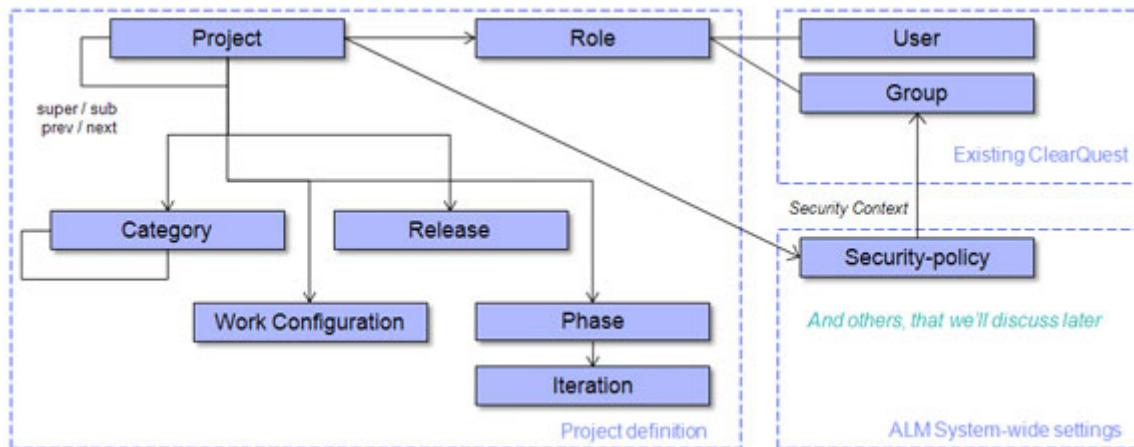 Project
Role
User
Group
super / sub
prev / next
Existing ClearQuest
Security Context
Category
Release
Security-policy
Work Configuration
Phase
And others, that we'll discuss later
Iteration
Project definition
ALM System-wide settings